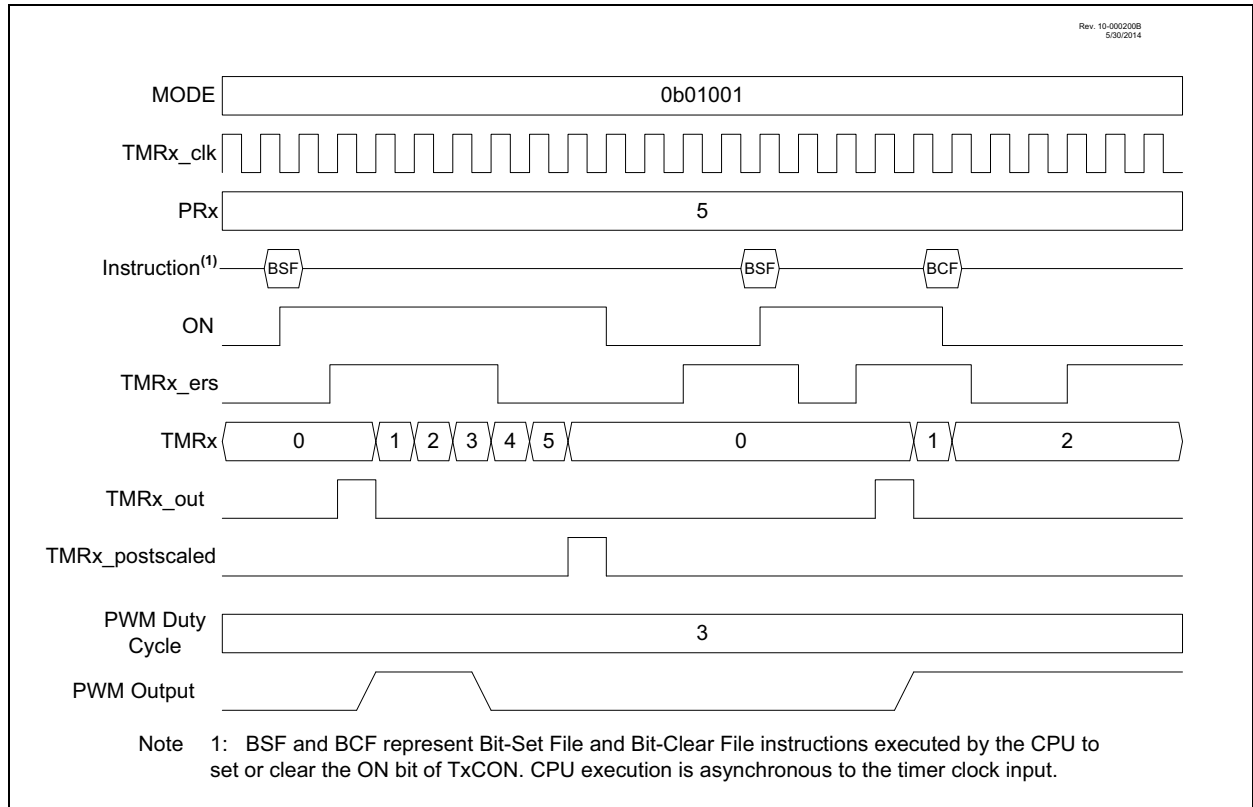 Rev. 10-000200B
5/30/2014
MODE 0b01001
TMRx_clk
PRx 5
Instruction(1) BSF BSF BCF
ON
TMRx_ers
TMRx 0 1 2 3 4 5 0 1 2
TMRx_out
TMRx_postscaled
PWM Duty
Cycle 3
PWM Output
Note 1: BSF and BCF represent Bit-Set File and Bit-Clear File instructions executed by the CPU to
set or clear the ON bit of TxCON. CPU execution is asynchronous to the timer clock input.